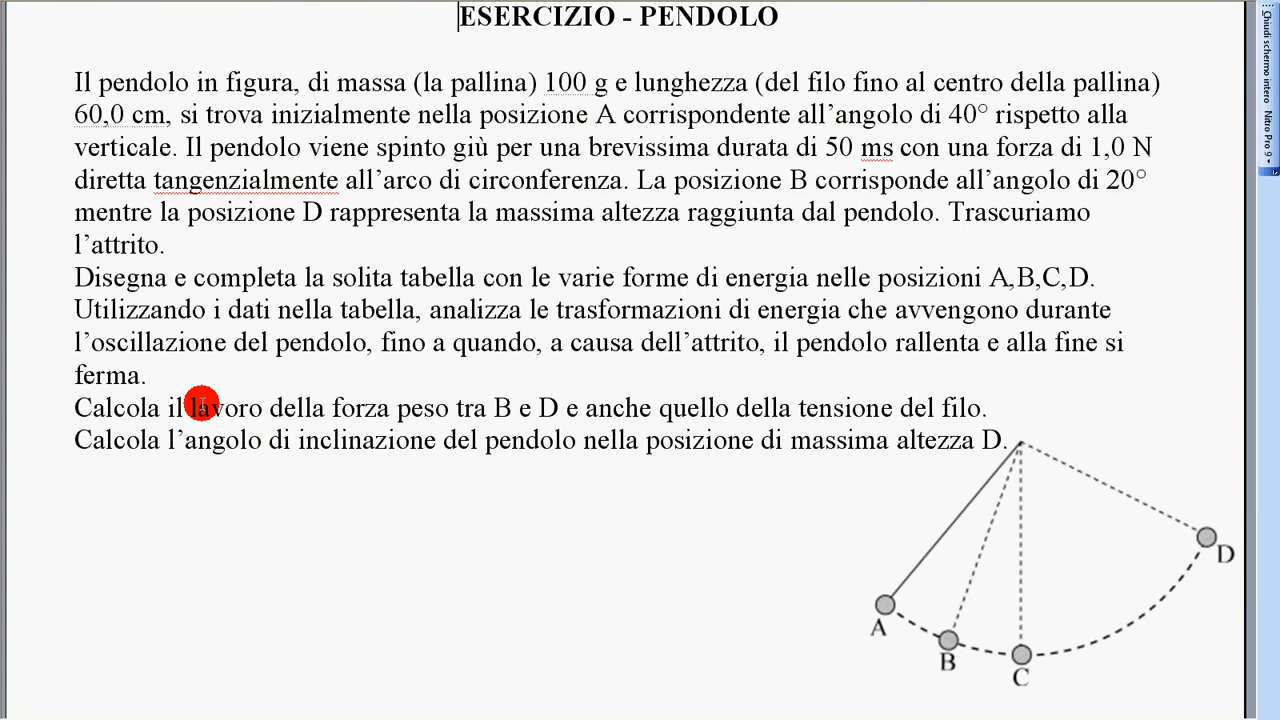 ESERCIZIO - PENDOLO
Il pendolo in figura, di massa (la pallina) 100 g e lunghezza (del filo fino al centro della pallina)
60,0 cm, si trova inizialmente nella posizione A corrispondente all’angolo di 40° rispetto alla
verticale. Il pendolo viene spinto giù per una brevissima durata di 50 ms con una forza di 1,0 N
diretta tangenzialmente all’arco di circonferenza. La posizione B corrisponde all’angolo di 20°
mentre la posizione D rappresenta la massima altezza raggiunta dal pendolo. Trascuriamo
l’attrito.
Disegna e completa la solita tabella con le varie forme di energia nelle posizioni A,B,C,D.
Utilizzando i dati nella tabella, analizza le trasformazioni di energia che avvengono durante
l’oscillazione del pendolo, fino a quando, a causa dell’attrito, il pendolo rallenta e alla fine si
ferma.
Calcola il lavoro della forza peso tra B e D e anche quello della tensione del filo.
Calcola l’angolo di inclinazione del pendolo nella posizione di massima altezza D.
A
B
C
D
Chiudi schermo intero
Nitro Pro 9